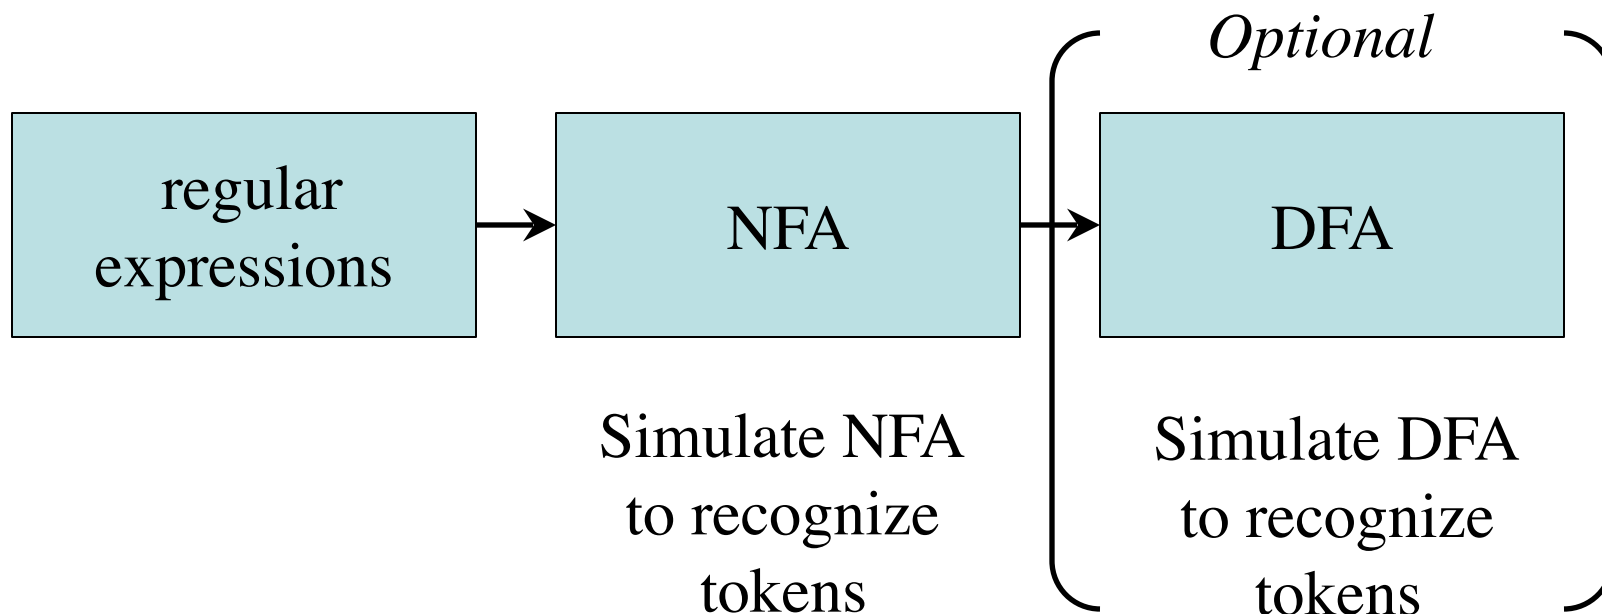 Optional
regular
expressions
NFA
DFA
Simulate NFA
to recognize
tokens
Simulate DFA
to recognize
tokens